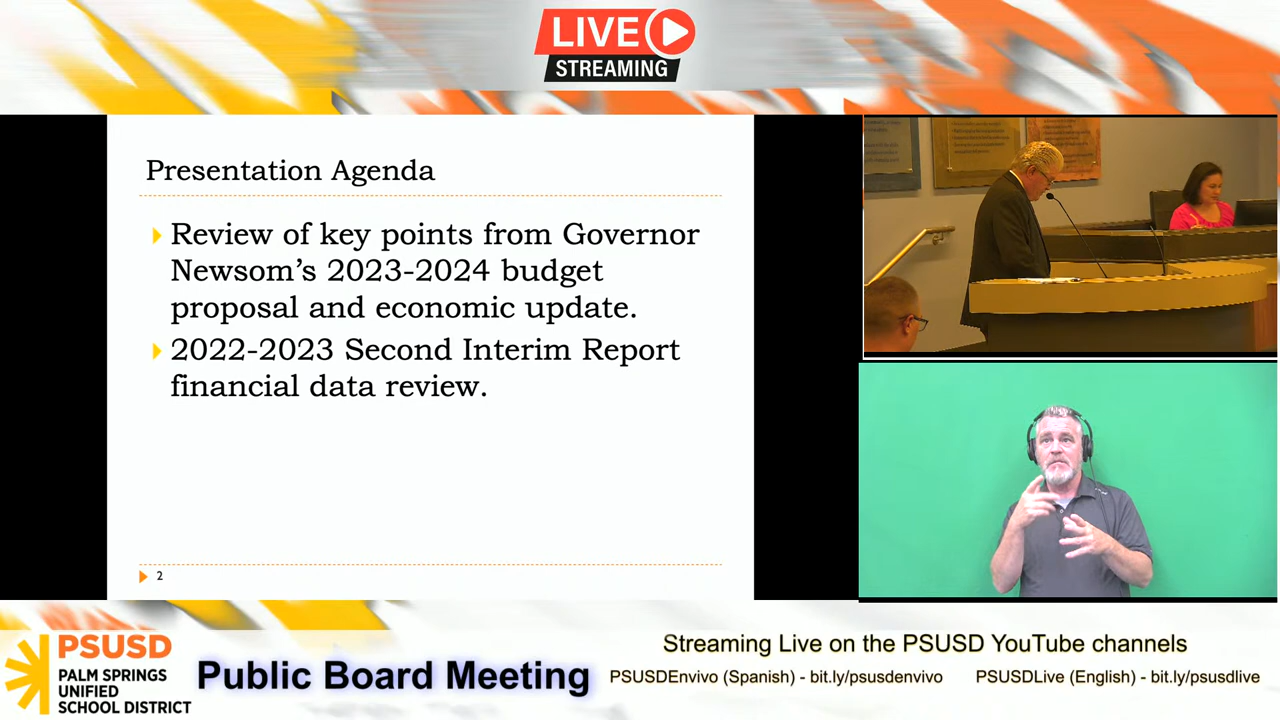 LIVE
STREAMING
Presentation Agenda
Review of key points from Governor
Newsom’s 2023-2024 budget
proposal and economic update.
2022-2023 Second Interim Report
financial data review.
2
PSUSD
PALM SPRINGS
UNIFIED
SCHOOL DISTRICT
Public Board Meeting
Streaming Live on the PSUSD YouTube channels
PSUSDEnvivo (Spanish) - bit.ly/psusdenvivo PSUSDLive (English) - bit.ly/psusdlive